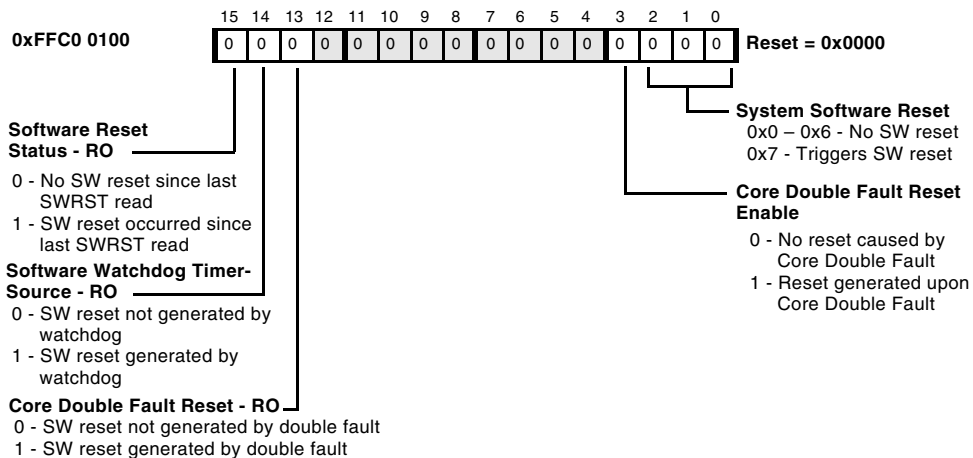 15 14 13 12 11 10 9 8 7 6 5 4 3 2 1 0
0xFFC0 0100
0 0 0 0 0 0 0 0 0 0 0 0 0 0 0 0
Reset = 0x0000
Software Reset
Status - RO
0 - No SW reset since last
SWRST read
1 - SW reset occurred since
last SWRST read
Software Watchdog Timer-
Source - RO
0 - SW reset not generated by
watchdog
1 - SW reset generated by
watchdog
Core Double Fault Reset - RO
0 - SW reset not generated by double fault
1 - SW reset generated by double fault
System Software Reset
0x0 – 0x6 - No SW reset
0x7 - Triggers SW reset
Core Double Fault Reset
Enable
0 - No reset caused by
Core Double Fault
1 - Reset generated upon
Core Double Fault